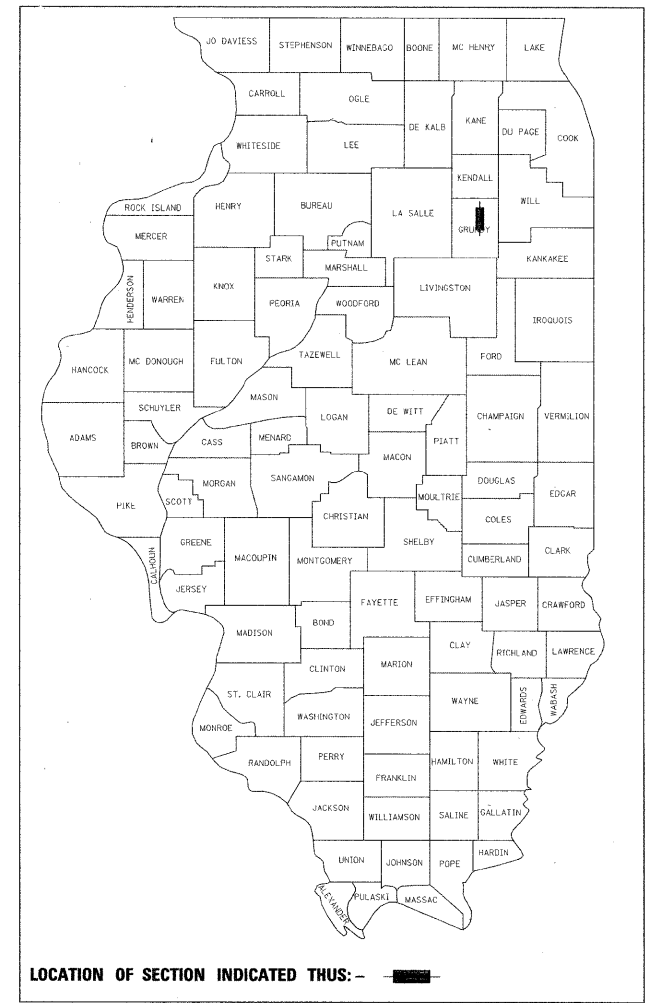 JO DAVIESS STEPHENSON WINNEBAGO BOONE MC HENRY LAKE
CARROLL OGLE DE KALB KANE DU PAGE COOK
WHITESIDE LEE KENDALL WILL
ROCK ISLAND HENRY BUREAU LA SALLE GRUNDY
MERCER PUTNAM KANKAKEE
STARK MARSHALL LIVINGSTON
HENDERSON WARREN KNOX PEORIA WOODFORD IROQUOIS
HANCOCK MC DONOUGH FULTON TAZEWELL MC LEAN FORD
SCHUYLER MASON LOGAN DE WITT CHAMPAIGN VERMILION
ADAMS BROWN CASS MENARD MACON PIATT
MORGAN SANGAMON DOUGLAS
PIKE SCOTT CHRISTIAN MOULTRIE COLES EDGAR
GREENE MACOUPIN MONTGOMERY SHELBY CUMBERLAND CLARK
CALHOUN JERSEY FAYETTE EFFINGHAM JASPER CRAWFORD
MADISON BOND
CLINTON MARION CLAY RICHLAND LAWRENCE
ST. CLAIR WAYNE EDWARDS WABASH
MONROE WASHINGTON JEFFERSON
RANDOLPH PERRY HAMILTON WHITE
FRANKLIN
JACKSON WILLIAMSON SALINE GALLATIN
UNION JOHNSON POPE HARDIN
ALEXANDER PULASKI MASSAC
LOCATION OF SECTION INDICATED THUS: –